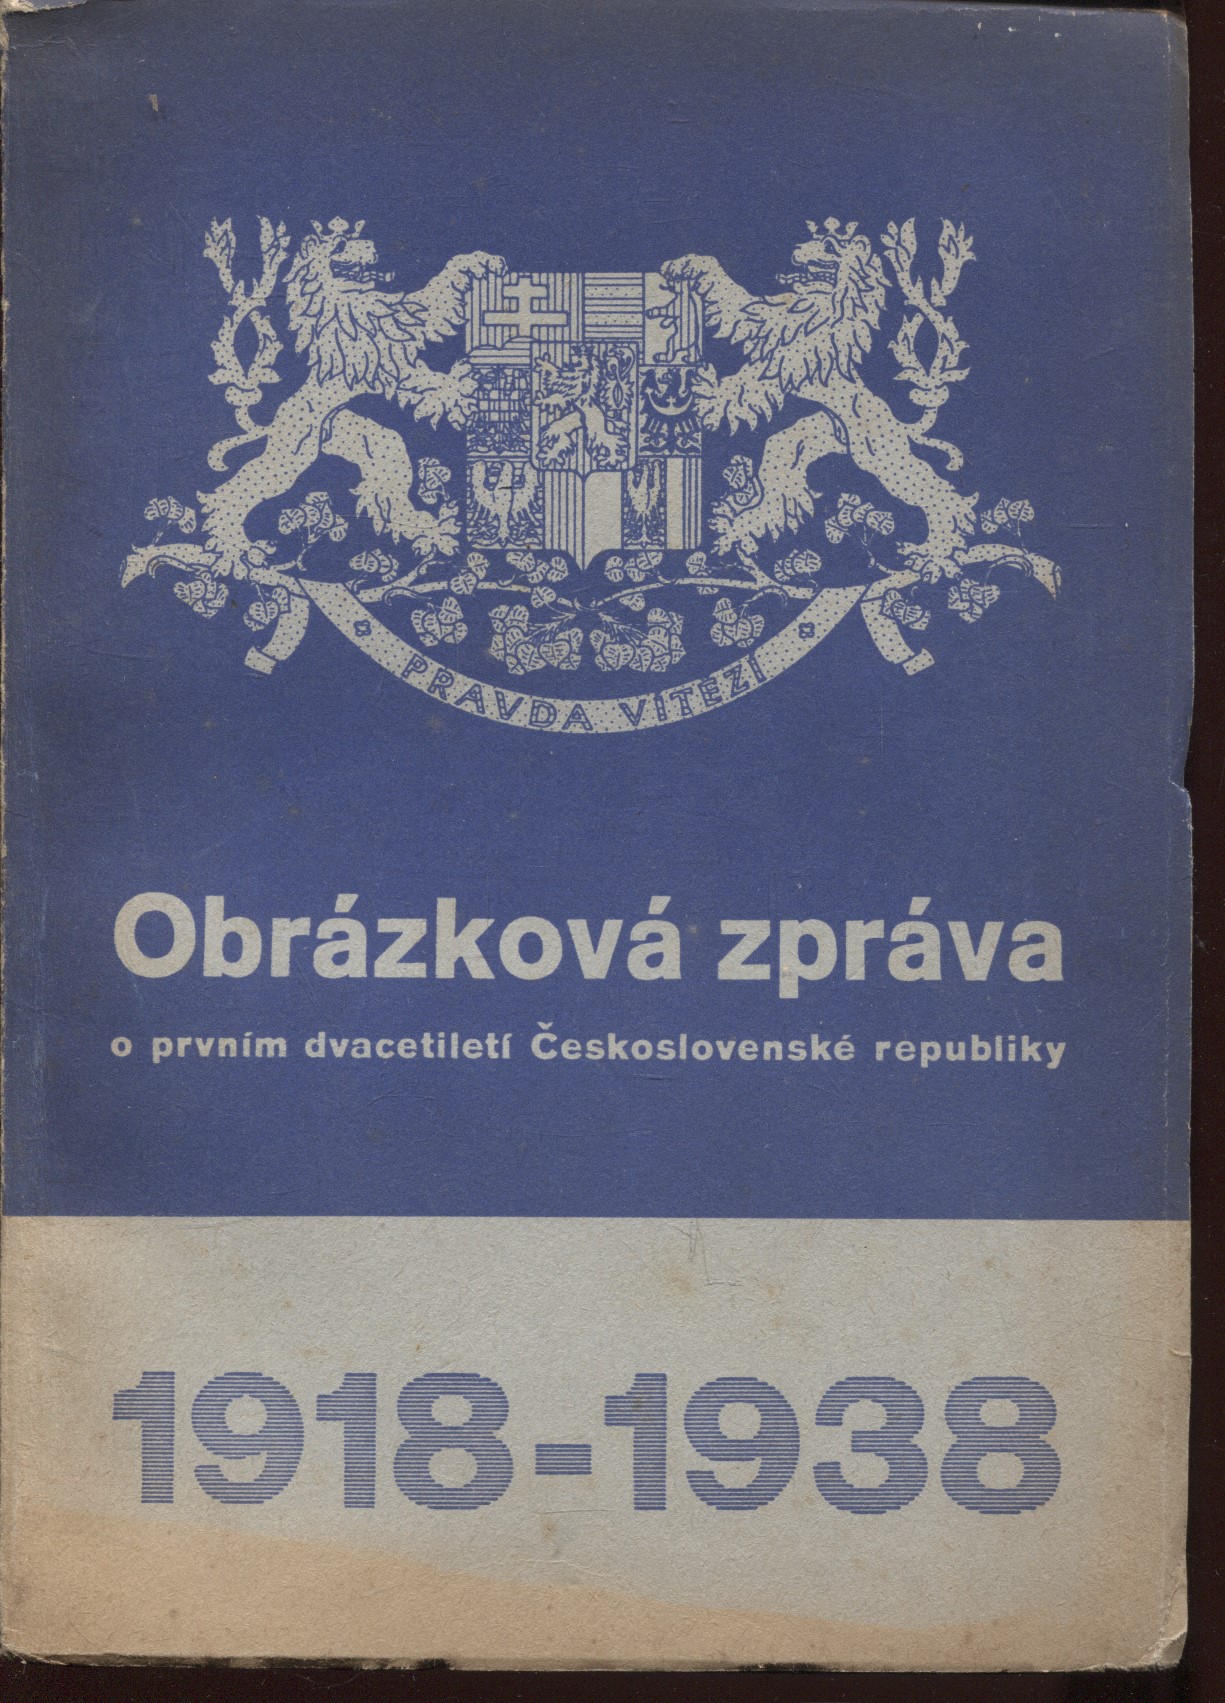 PRAVDA VÍTĚZÍ
Obrázková zpráva
o prvním dvacetiletí Československé republiky
1918-1938